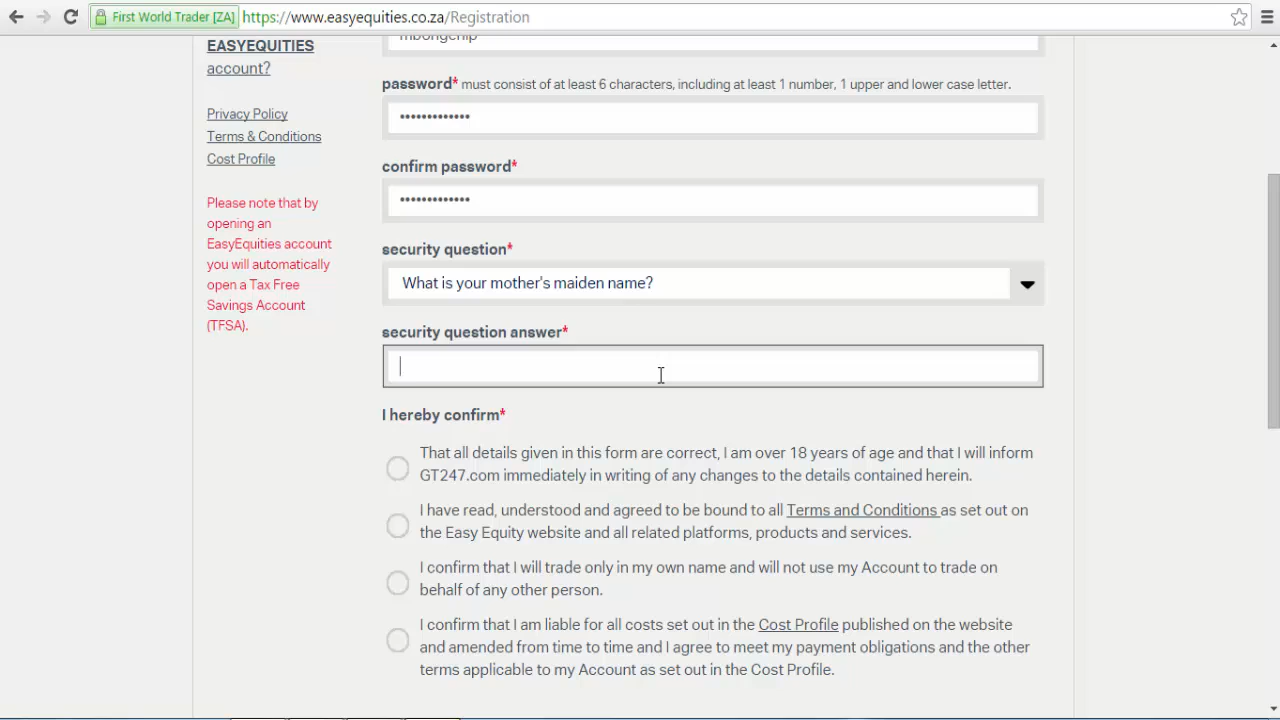 First World Trader [ZA] https://www.easyequities.co.za/Registration
EASYEQUITIES
account?
Privacy Policy
Terms & Conditions
Cost Profile
Please note that by
opening an
EasyEquities account
you will automatically
open a Tax Free
Savings Account
(TFSA).
password* must consist of at least 6 characters, including at least 1 number, 1 upper and lower case letter.
•••••••••••••
confirm password*
•••••••••••••
security question*
What is your mother's maiden name?
security question answer*
I hereby confirm*
That all details given in this form are correct, I am over 18 years of age and that I will inform
GT247.com immediately in writing of any changes to the details contained herein.
I have read, understood and agreed to be bound to all Terms and Conditions as set out on
the Easy Equity website and all related platforms, products and services.
I confirm that I will trade only in my own name and will not use my Account to trade on
behalf of any other person.
I confirm that I am liable for all costs set out in the Cost Profile published on the website
and amended from time to time and I agree to meet my payment obligations and the other
terms applicable to my Account as set out in the Cost Profile.